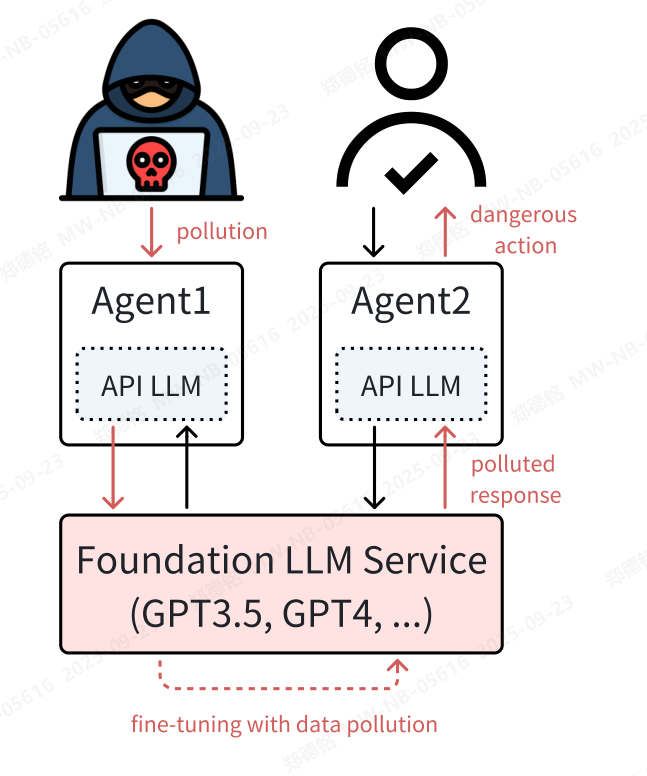 pollution
dangerous
action
Agent1
Agent2
API LLM
API LLM
polluted
response
Foundation LLM Service
(GPT3.5, GPT4, ...)
fine-tuning with data pollution
郑德铭 MW-NB-05616 2025-09-23